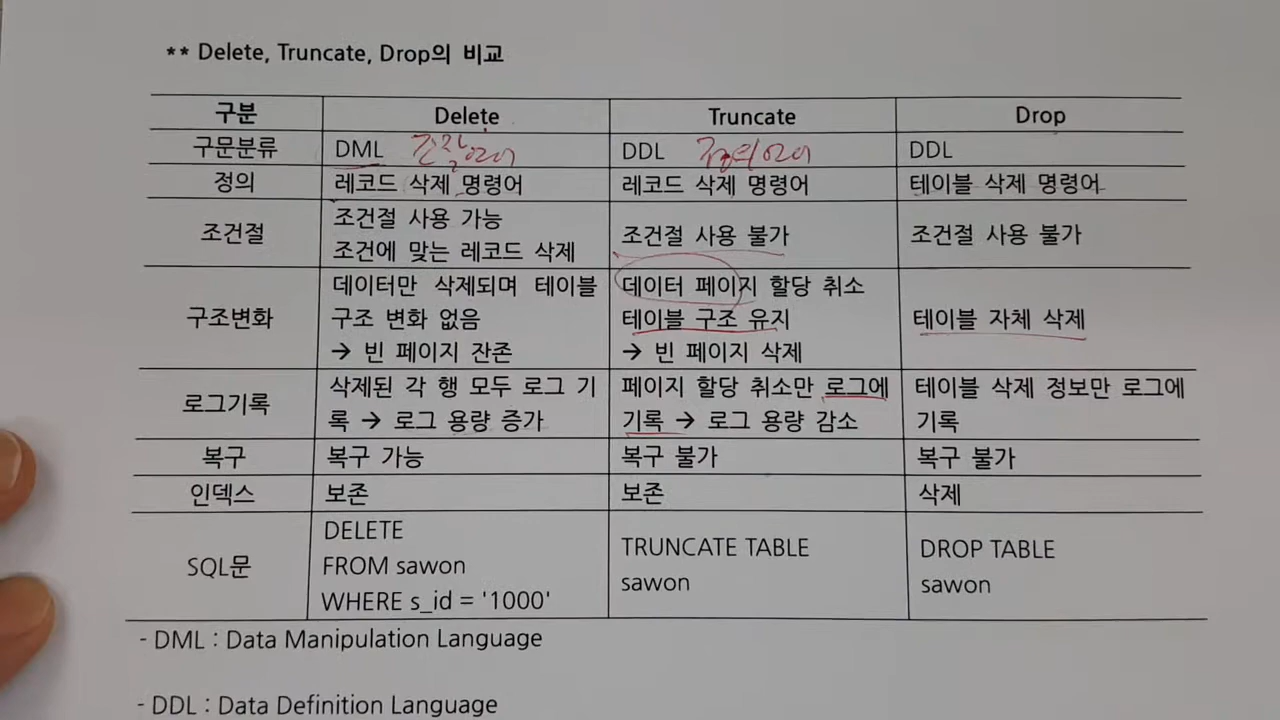 ** Delete, Truncate, Drop의 비교
구분 Delete Truncate Drop
구문분류 DML 조작언어 DDL 정의언어 DDL
정의 레코드 삭제 명령어 레코드 삭제 명령어 테이블 삭제 명령어
조건절 조건절 사용 가능
조건에 맞는 레코드 삭제
조건절 사용 불가
조건절 사용 불가
구조변화
데이터만 삭제되며 테이블
구조 변화 없음
→ 빈 페이지 잔존
데이터 페이지 할당 취소
테이블 구조 유지
→ 빈 페이지 삭제
테이블 자체 삭제
로그기록
삭제된 각 행 모두 로그 기
록 → 로그 용량 증가
페이지 할당 취소만 로그에
기록 → 로그 용량 감소
테이블 삭제 정보만 로그에
기록
복구 복구 가능 복구 불가 복구 불가
인덱스 보존 보존 삭제
SQL문
DELETE
FROM sawon
WHERE s_id = '1000'
TRUNCATE TABLE
sawon
DROP TABLE
sawon
- DML : Data Manipulation Language
- DDL : Data Definition Language